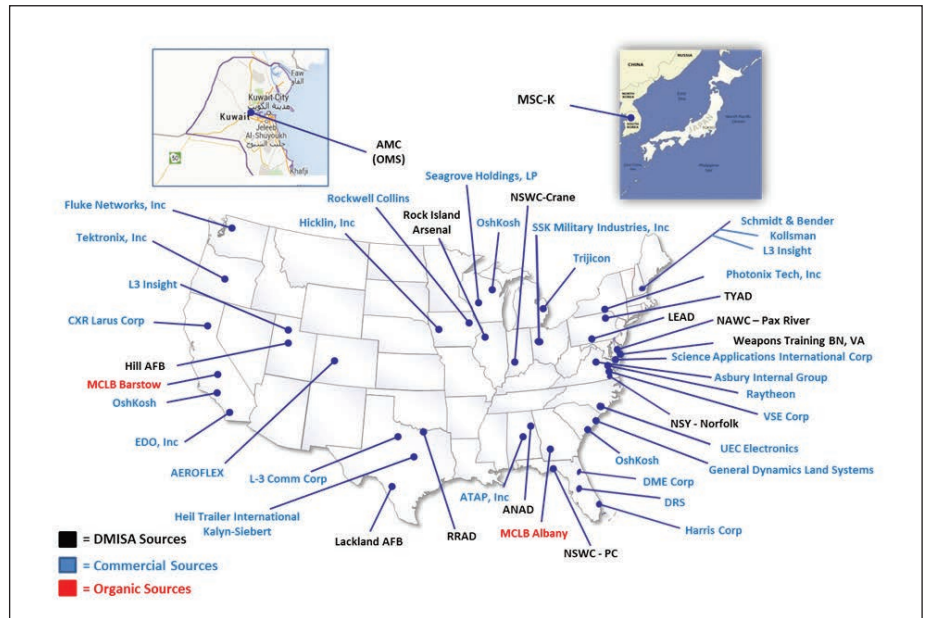 Faw
الفاو
Kuwait City
مدينة الكويت
Kuwait
Jeleeb
Al-Shuyoukh
جليب الشيوخ
Khafji
AMC
(OMS)
MSC-K
RUSSIA
CHINA
JAPAN
Seagrove Holdings, LP
Rockwell Collins
NSWC-Crane
Fluke Networks, Inc
Hicklin, Inc
Rock Island
Arsenal
OshKosh
SSK Military Industries, Inc
Schmidt & Bender
Kollsman
L3 Insight
Tektronix, Inc
Trijicon
Photonix Tech, Inc
L3 Insight
TYAD
LEAD
CXR Larus Corp
NAWC – Pax River
Weapons Training BN, VA
Hill AFB
Science Applications International Corp
MCLB Barstow
Asbury Internal Group
OshKosh
Raytheon
VSE Corp
NSY - Norfolk
EDO, Inc
UEC Electronics
AEROFLEX
OshKosh
General Dynamics Land Systems
L-3 Comm Corp
DME Corp
ATAP, Inc
DRS
Heil Trailer International
Kalyn-Siebert
ANAD
Harris Corp
Lackland AFB
RRAD
MCLB Albany
NSWC - PC
= DMISA Sources
= Commercial Sources
= Organic Sources